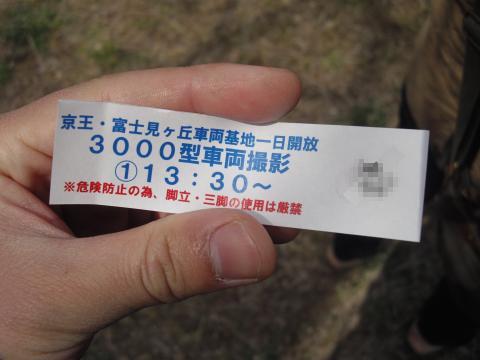 京王・富士見ヶ丘車両基地一日開放
3000型車両撮影
①13:30～
※危険防止の為、脚立・三脚の使用は厳禁